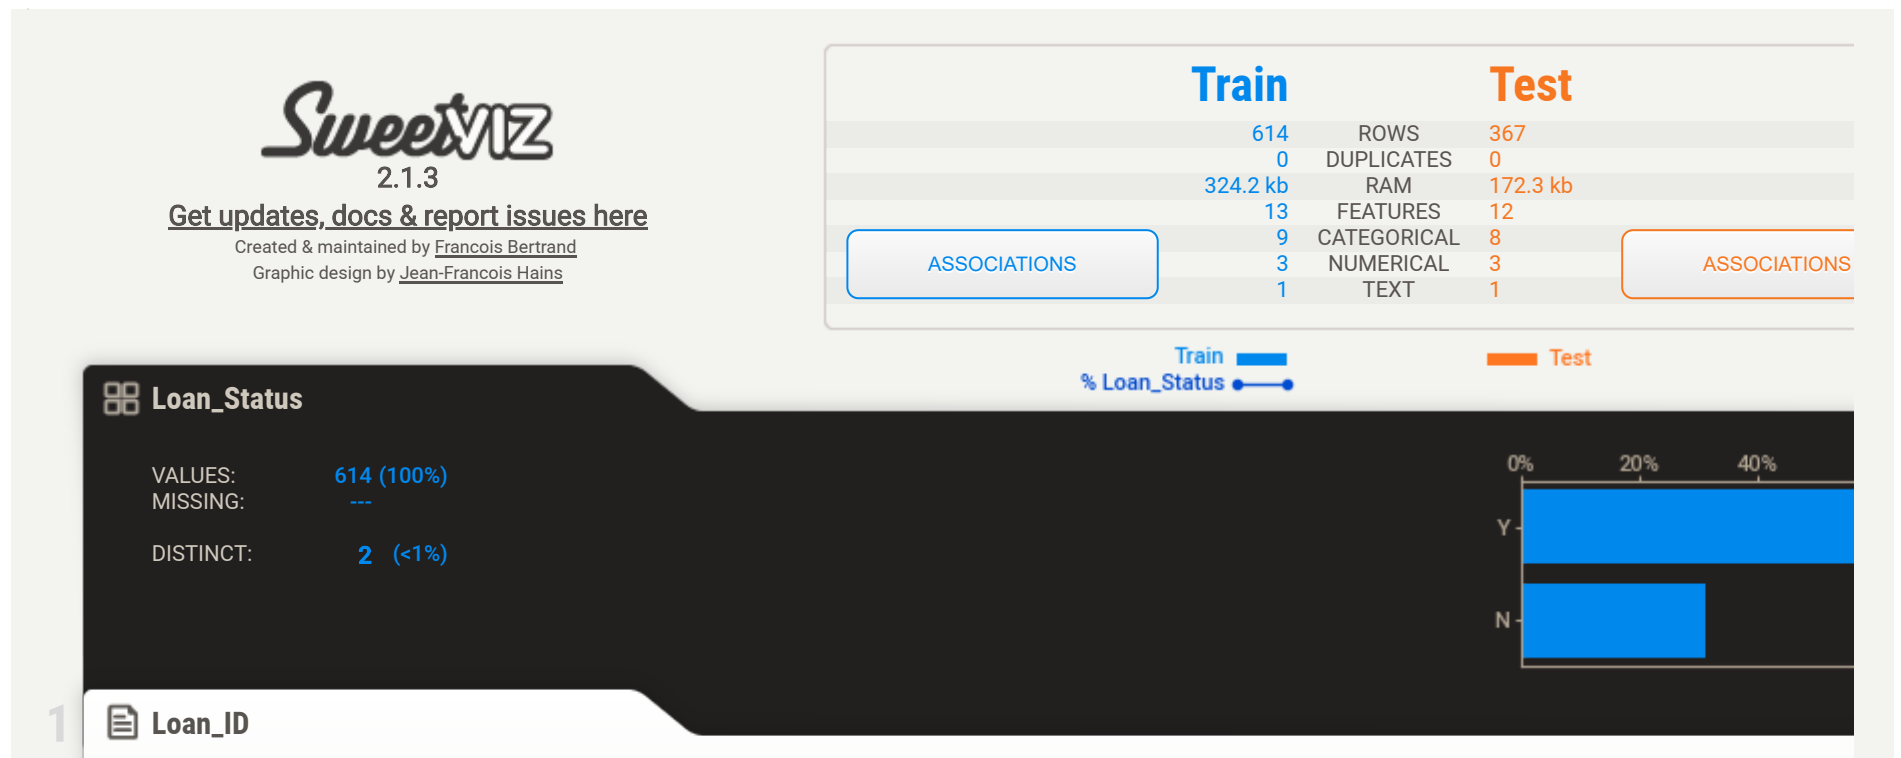 SweetVIZ
2.1.3
Get updates, docs & report issues here
Created & maintained by Francois Bertrand
Graphic design by Jean-Francois Hains
Train Test
614 ROWS 367
0 DUPLICATES 0
324.2 kb RAM 172.3 kb
13 FEATURES 12
9 CATEGORICAL 8
ASSOCIATIONS 3 NUMERICAL 3 ASSOCIATIONS
1 TEXT 1
Train Test
% Loan_Status
Loan_Status
VALUES: 614 (100%)
MISSING: ---
DISTINCT: 2 (<1%)
0% 20% 40%
Y
N
1 Loan_ID